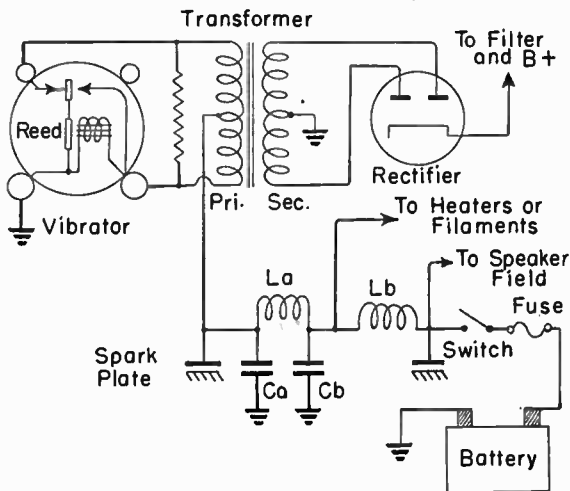 Transformer
To Filter
and B+
Reed
Rectifier
Pri.
Sec.
Vibrator
To Heaters or
Filaments
To Speaker
Field
La
Lb
Fuse
Switch
Spark
Plate
Ca
Cb
Battery